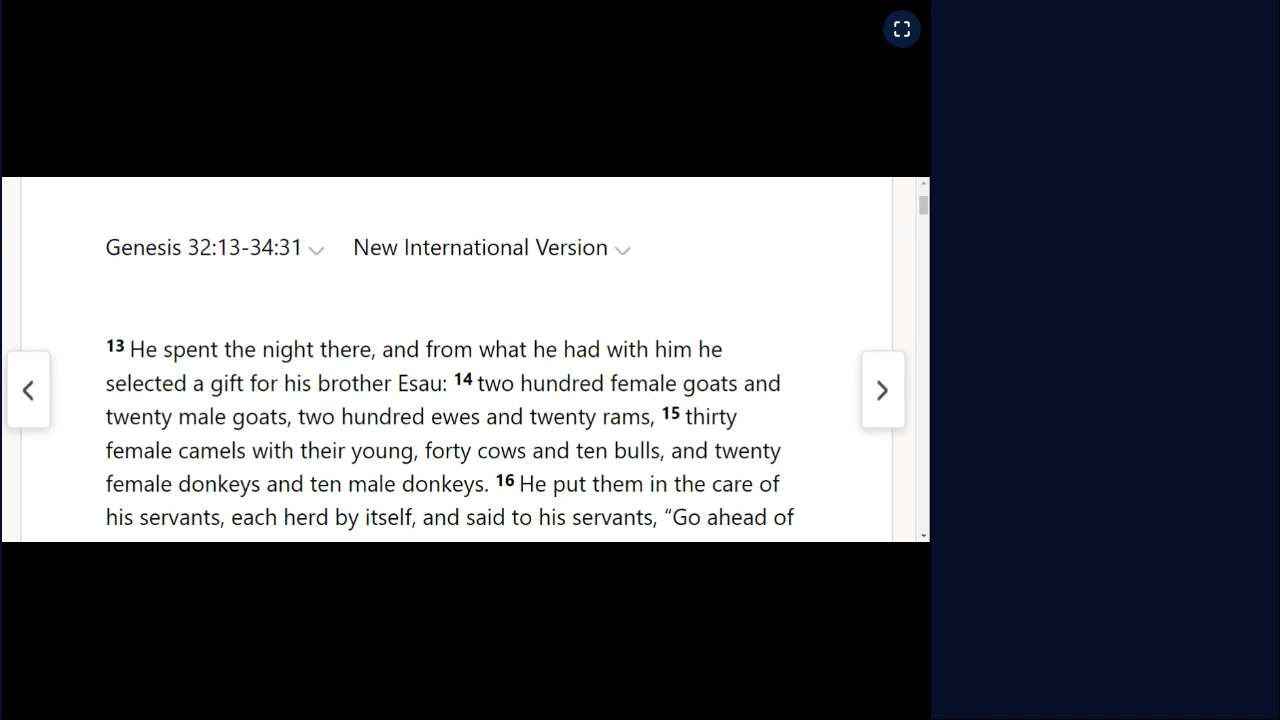 Genesis 32:13-34:31 New International Version
13 He spent the night there, and from what he had with him he
selected a gift for his brother Esau: 14 two hundred female goats and
twenty male goats, two hundred ewes and twenty rams, 15 thirty
female camels with their young, forty cows and ten bulls, and twenty
female donkeys and ten male donkeys. 16 He put them in the care of
his servants, each herd by itself, and said to his servants, “Go ahead of